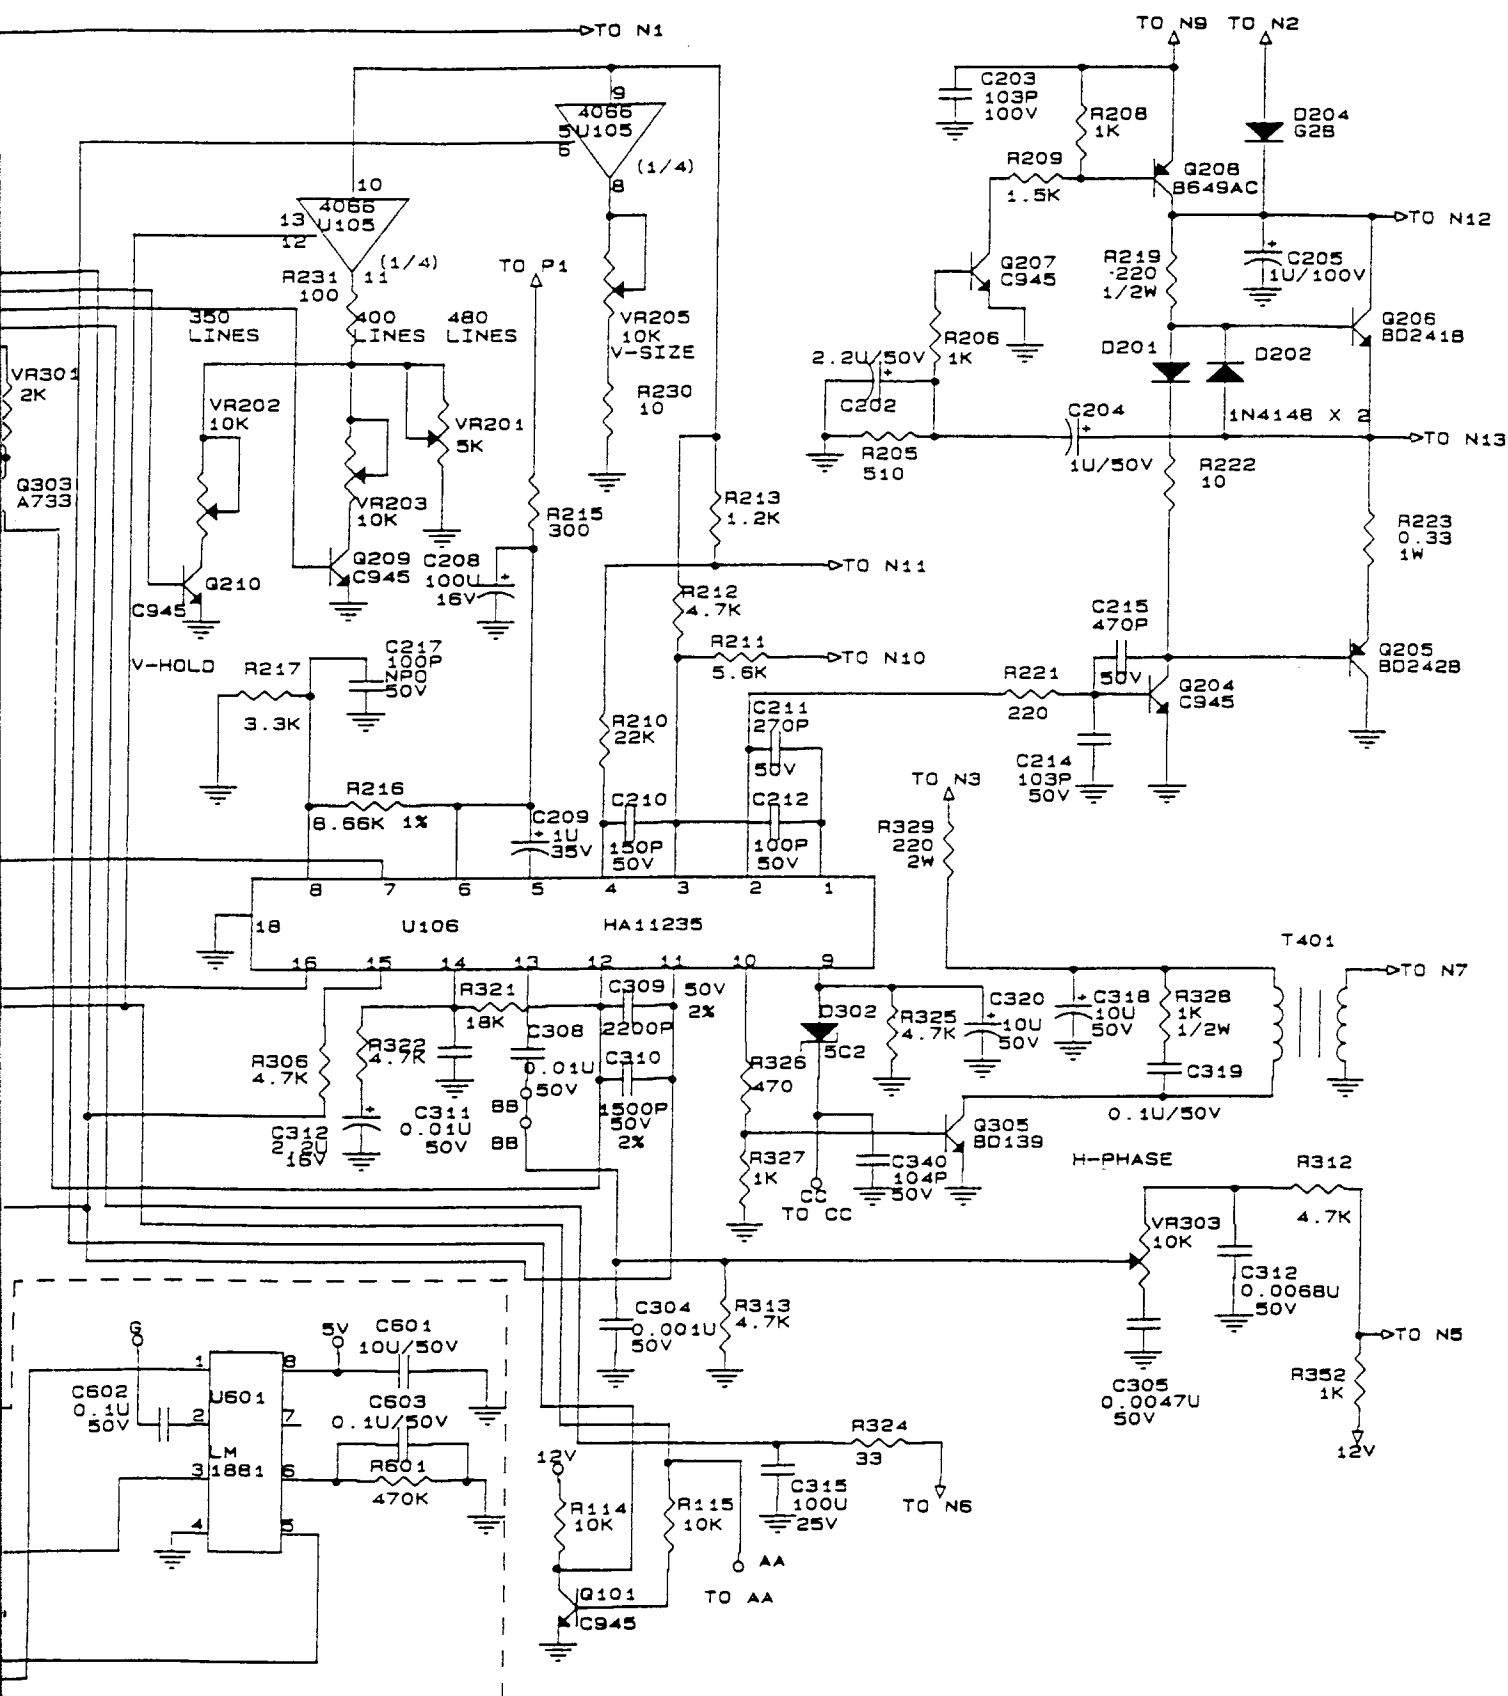 TO N1
TO N9
TO N2
C203
103P
100V
R208
1K
D204
G2B
9
4066
5
U105
6
(1/4)
8
R209
1.5K
Q208
B649AC
10
4066
13
U105
12
(1/4)
11
R231
100
TO P1
TO N12
Q207
C945
R219
220
1/2W
C205
1U/100V
350
LINES
400
LINES
480
LINES
VR205
10K
V-SIZE
R206
1K
Q206
BD241B
D201
D202
VR301
2K
2.2U/50V
C202
VR202
10K
R230
10
C204
1U/50V
1N4148 X 2
TO N13
VR201
5K
R205
510
R222
10
Q303
A733
VR203
10K
R213
1.2K
R215
300
R223
0.33
1W
Q209
C945
C208
100U
16V
Q210
C945
TO N11
R212
4.7K
C215
470P
50V
V-HOLD
R217
3.3K
C217
100P
NPO
50V
R211
5.6K
TO N10
Q205
BD242B
R221
220
Q204
C945
R210
22K
C211
270P
50V
C214
103P
50V
TO N3
R216
6.66K 1%
C209
1U
35V
C210
150P
50V
C212
100P
50V
R329
220
2W
8
7
6
5
4
3
2
1
18
U106
HA11235
16
15
14
13
12
11
10
9
T401
TO N7
R321
18K
C309
2200P
50V
2%
D302
5C2
R325
4.7K
C320
10U
50V
C318
10U
50V
R328
1K
1/2W
C308
0.01U
50V
R322
4.7K
R306
4.7K
C310
1500P
50V
2%
R326
470
C319
0.1U/50V
BB
BB
C311
0.01U
50V
C312
16V
Q305
BD139
R327
1K
C340
104P
50V
CC
TO CC
H-PHASE
R312
4.7K
VR303
10K
C312
0.0068U
50V
C304
0.001U
50V
R313
4.7K
TO N5
G
5V
C601
10U/50V
1
8
U601
C602
0.1U
50V
2
7
C603
0.1U/50V
LM
1881
3
6
R601
470K
4
5
C305
0.0047U
50V
R352
1K
12V
12V
R324
33
C315
100U
25V
TO N6
R114
10K
R115
10K
AA
TO AA
Q101
C945